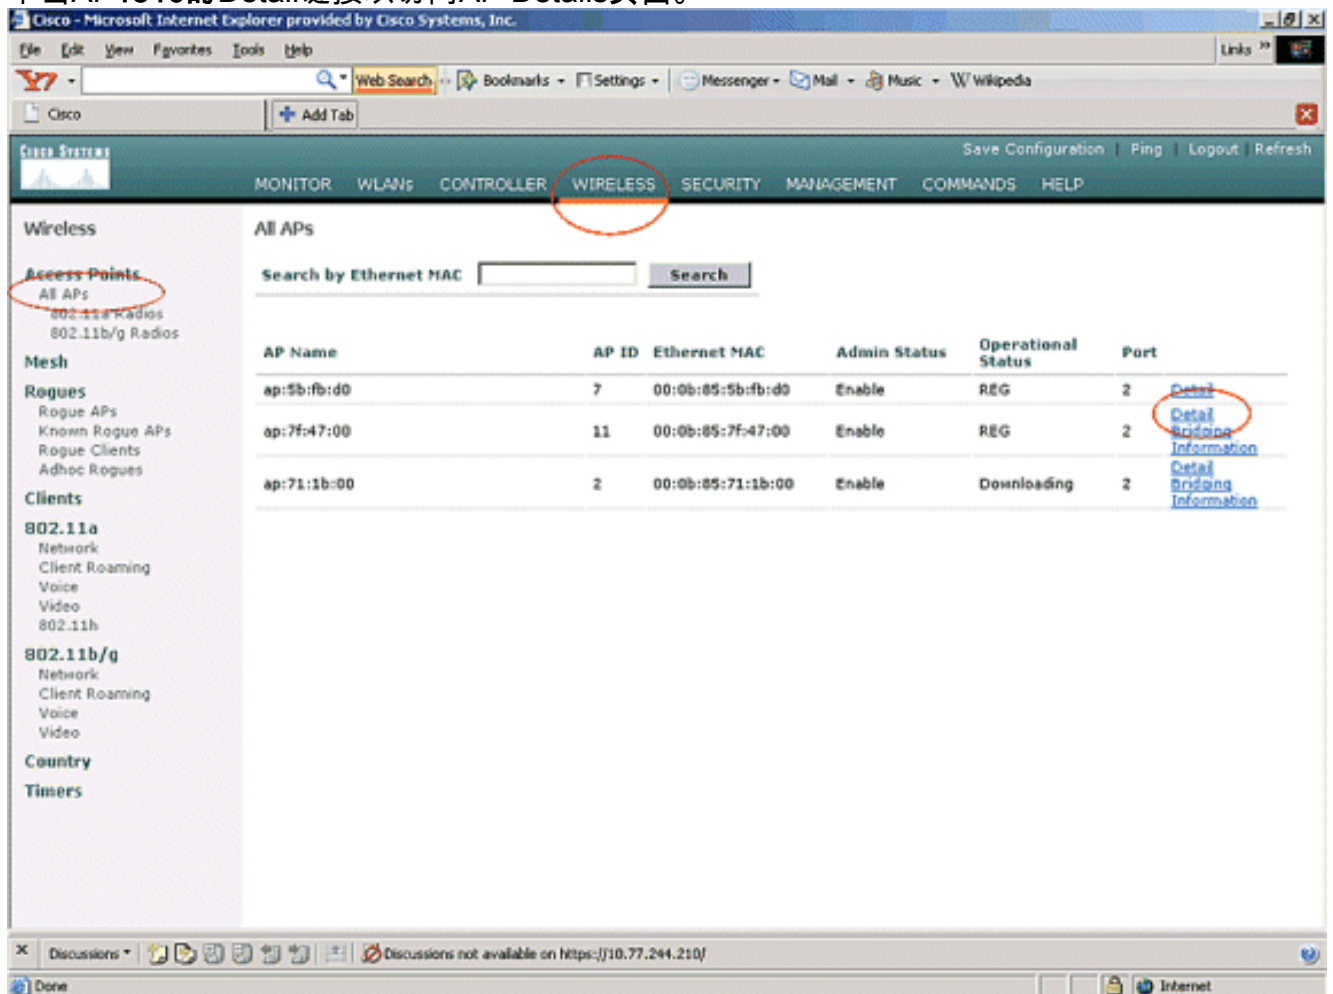 Cisco - Microsoft Internet Explorer provided by Cisco Systems, Inc.
File Edit View Favorites Tools Help
Links »
Y7 Web Search Bookmarks Settings Messenger Mail Music W Wikipedia
Cisco Add Tab
CISCO SYSTEMS
Save Configuration | Ping | Logout | Refresh
MONITOR WLANs CONTROLLER WIRELESS SECURITY MANAGEMENT COMMANDS HELP
Wireless
Access Points
All APs
802.11a Radios
802.11b/g Radios
Mesh
Rogues
Rogue APs
Known Rogue APs
Rogue Clients
Adhoc Rogues
Clients
802.11a
Network
Client Roaming
Voice
Video
802.11h
802.11b/g
Network
Client Roaming
Voice
Video
Country
Timers
All APs
Search by Ethernet MAC Search
AP Name AP ID Ethernet MAC Admin Status Operational Status Port
ap:5b:fb:d0 7 00:0b:85:5b:fb:d0 Enable REG 2 Detail
ap:7f:47:00 11 00:0b:85:7f:47:00 Enable REG 2 Detail
Bridging
Information
ap:71:1b:00 2 00:0b:85:71:1b:00 Enable Downloading 2 Detail
Bridging
Information
Discussions Discussions not available on https://10.77.244.210/
Done Internet